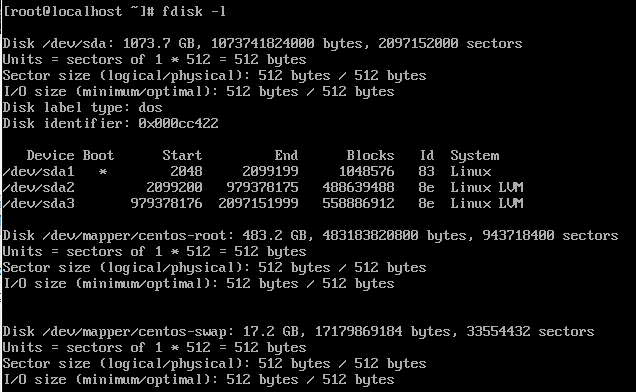 [root@localhost ~]# fdisk -l
Disk /dev/sda: 1073.7 GB, 1073741824000 bytes, 2097152000 sectors
Units = sectors of 1 * 512 = 512 bytes
Sector size (logical/physical): 512 bytes / 512 bytes
I/O size (minimum/optimal): 512 bytes / 512 bytes
Disk label type: dos
Disk identifier: 0x000cc422
Device Boot Start End Blocks Id System
/dev/sda1 * 2048 2099199 1048576 83 Linux
/dev/sda2 2099200 979378175 488639488 8e Linux LVM
/dev/sda3 979378176 2097151999 558886912 8e Linux LVM
Disk /dev/mapper/centos-root: 483.2 GB, 483183820800 bytes, 943718400 sectors
Units = sectors of 1 * 512 = 512 bytes
Sector size (logical/physical): 512 bytes / 512 bytes
I/O size (minimum/optimal): 512 bytes / 512 bytes
Disk /dev/mapper/centos-swap: 17.2 GB, 17179869184 bytes, 33554432 sectors
Units = sectors of 1 * 512 = 512 bytes
Sector size (logical/physical): 512 bytes / 512 bytes
I/O size (minimum/optimal): 512 bytes / 512 bytes